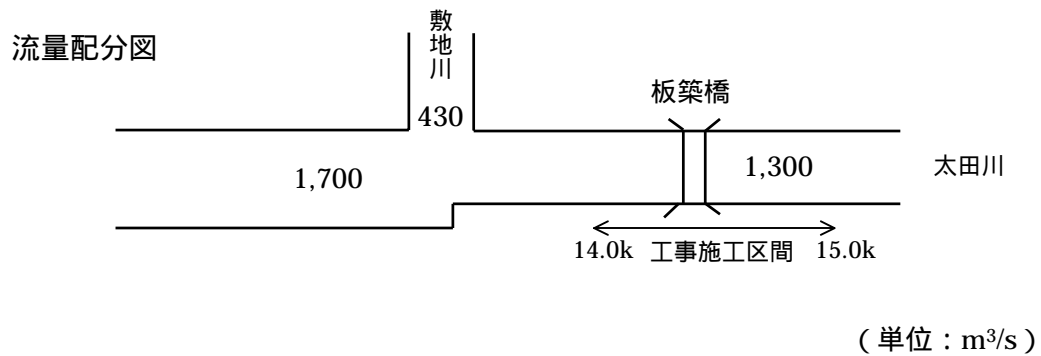 流量配分図
敷地川
430
板築橋
1,700
1,300
太田川
14.0k 工事施工区間 15.0k
(単位:m³/s)